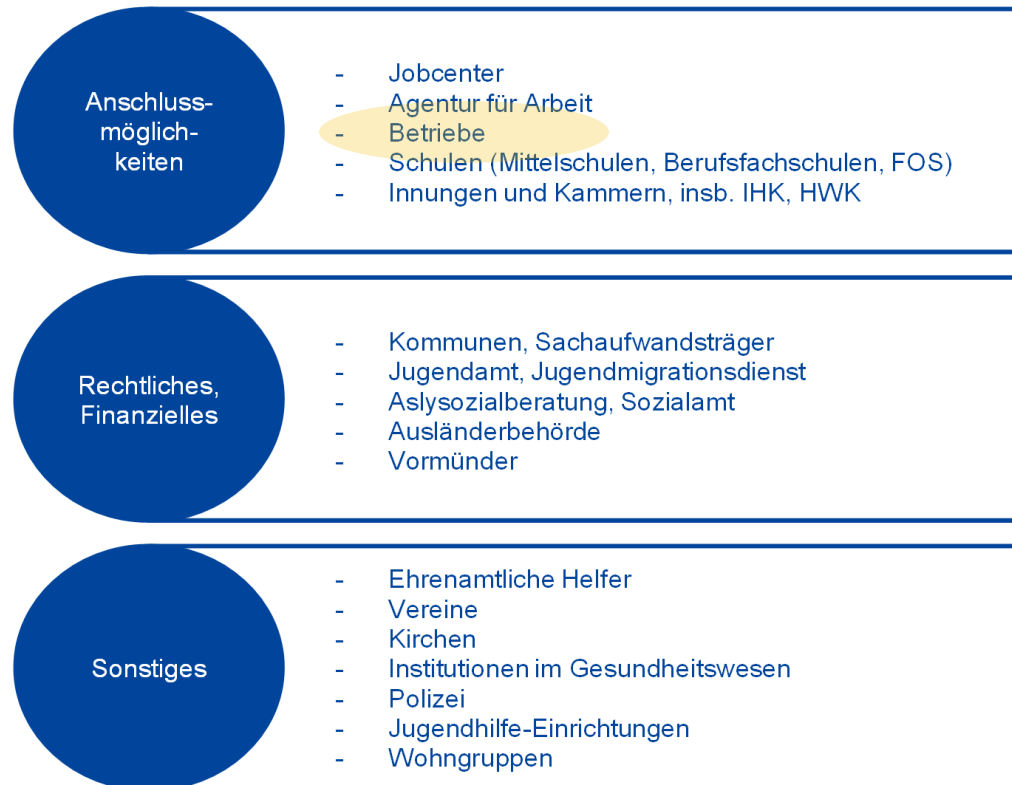 Anschluss-
möglich-
keiten
- Jobcenter
- Agentur für Arbeit
- Betriebe
- Schulen (Mittelschulen, Berufsfachschulen, FOS)
- Innungen und Kammern, insb. IHK, HWK
Rechtliches,
Finanzielles
- Kommunen, Sachaufwandsträger
- Jugendamt, Jugendmigrationsdienst
- Aslysozialberatung, Sozialamt
- Ausländerbehörde
- Vormünder
Sonstiges
- Ehrenamtliche Helfer
- Vereine
- Kirchen
- Institutionen im Gesundheitswesen
- Polizei
- Jugendhilfe-Einrichtungen
- Wohngruppen